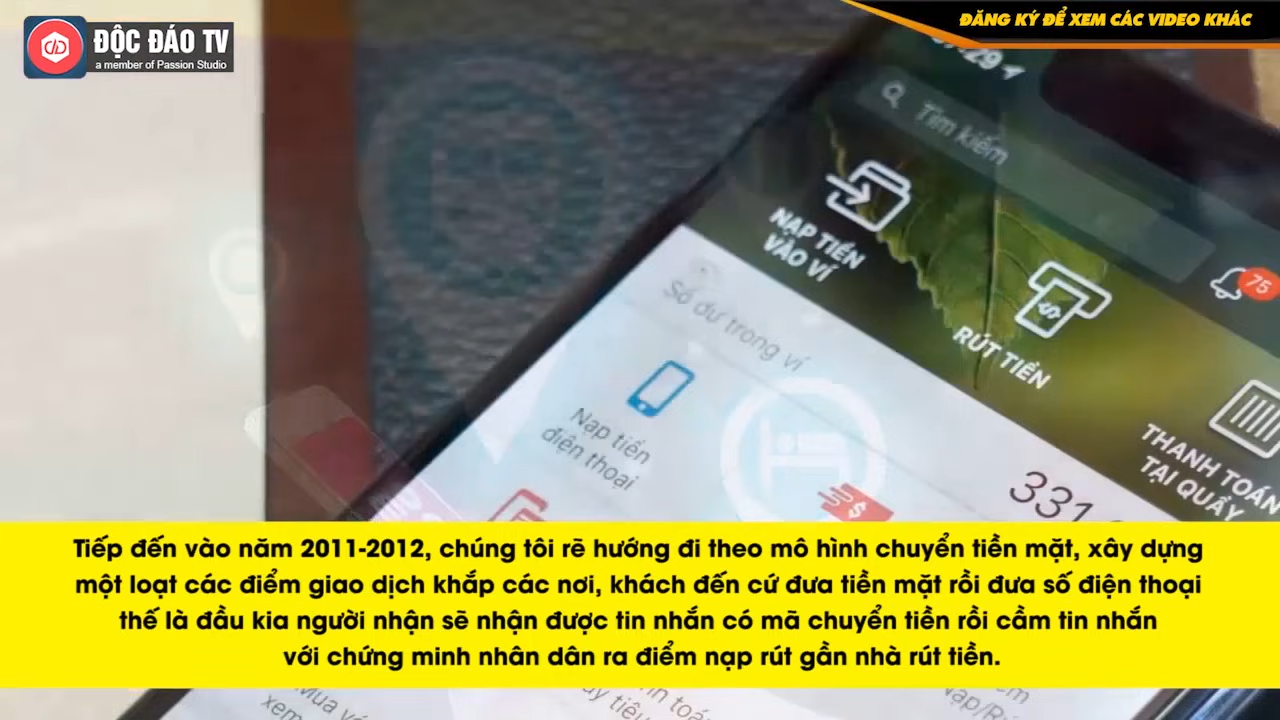 ĐỘC ĐÁO TV
a member of Passion Studio
ĐĂNG KÝ ĐỂ XEM CÁC VIDEO KHÁC
Tìm kiếm
75
NẠP TIỀN
VÀO VÍ
RÚT TIỀN
THANH TOÁN
TẠI QUẦY
Số dư trong ví
331
Nạp tiền
điện thoại
Tiếp đến vào năm 2011-2012, chúng tôi rẽ hướng đi theo mô hình chuyển tiền mặt, xây dựng
một loạt các điểm giao dịch khắp các nơi, khách đến cứ đưa tiền mặt rồi đưa số điện thoại
thế là đầu kia người nhận sẽ nhận được tin nhắn có mã chuyển tiền rồi cầm tin nhắn
với chứng minh nhân dân ra điểm nạp rút gần nhà rút tiền.
Mua vé
xem